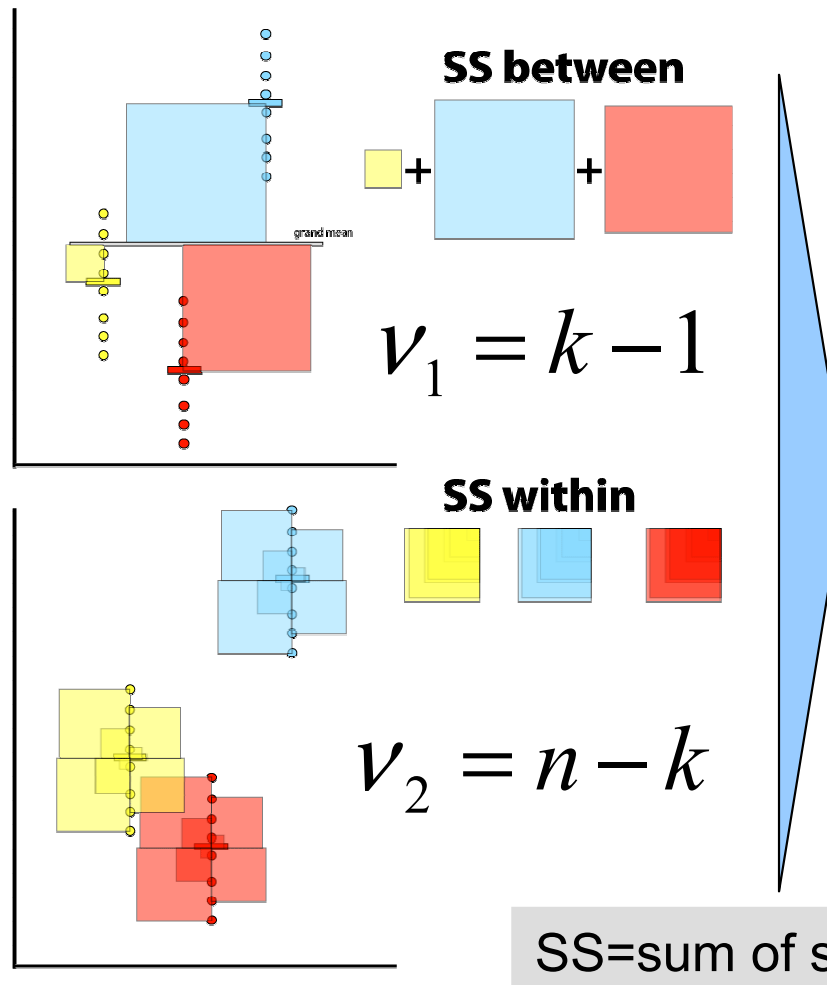 SS between
+ +
grand mean
ν₁ = k − 1
SS within
ν₂ = n − k
SS=sum of s